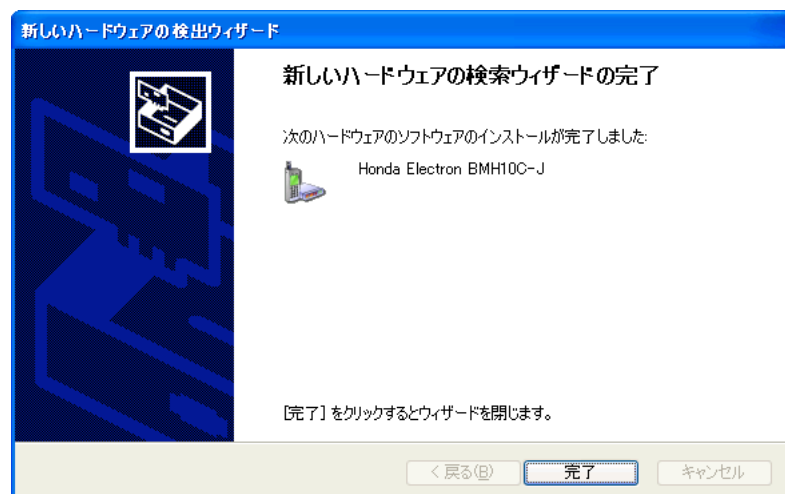 新しいハードウェアの検出ウィザード
新しいハードウェアの検索ウィザードの完了
次のハードウェアのソフトウェアのインストールが完了しました:
Honda Electron BMH10C-J
[完了] をクリックするとウィザードを閉じます。
< 戻る(B)
完了
キャンセル